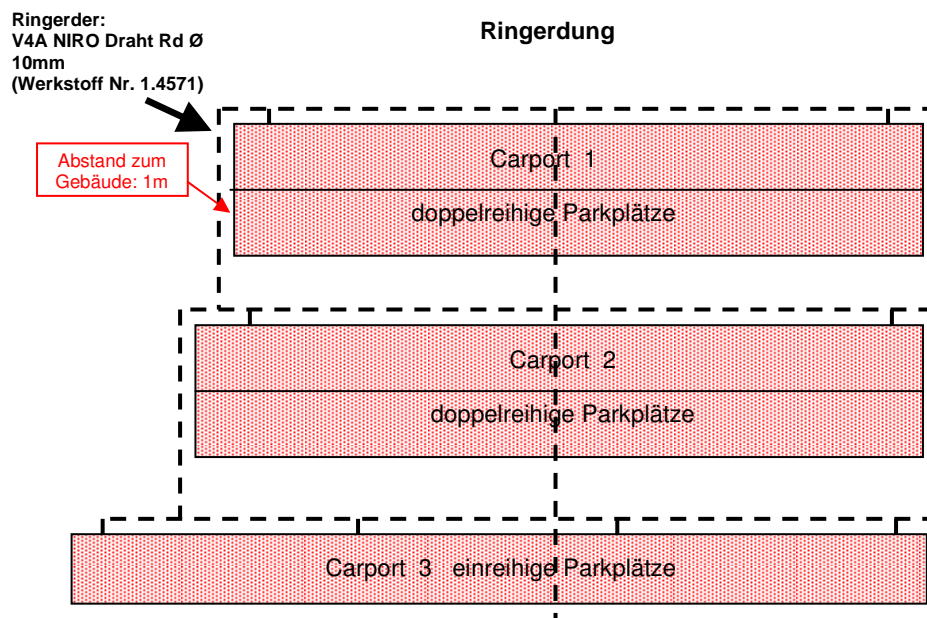 Ringerder:
V4A NIRO Draht Rd Ø
10mm
(Werkstoff Nr. 1.4571)
Ringerdung
Abstand zum
Gebäude: 1m
Carport 1
doppelreihige Parkplätze
Carport 2
doppelreihige Parkplätze
Carport 3 einreihige Parkplätze